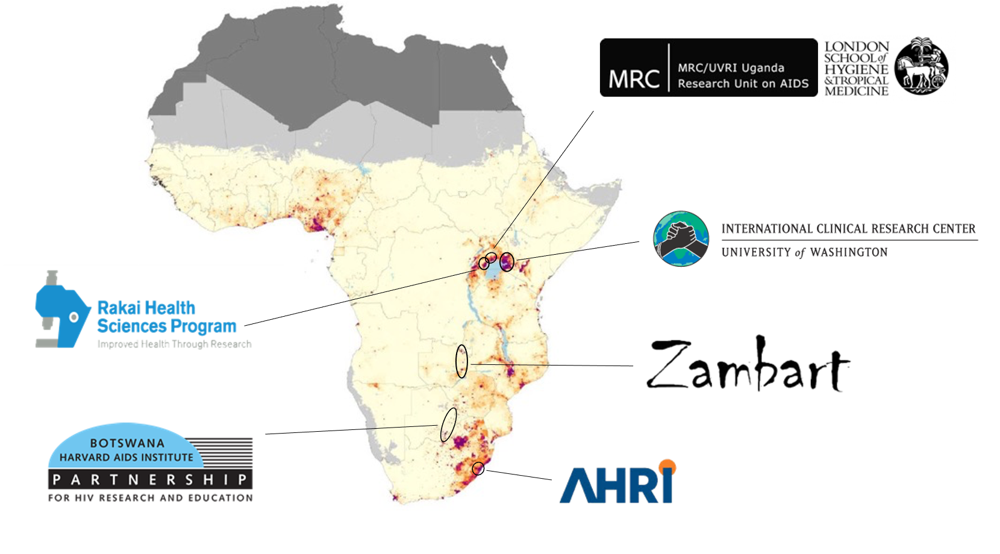 MRC
MRC/UVRI Uganda
Research Unit on AIDS
LONDON
SCHOOL of
HYGIENE
& TROPICAL
MEDICINE
INTERNATIONAL CLINICAL RESEARCH CENTER
UNIVERSITY of WASHINGTON
Rakai Health
Sciences Program
Improved Health Through Research
Zambart
BOTSWANA
HARVARD AIDS INSTITUTE
PARTNERSHIP
FOR HIV RESEARCH AND EDUCATION
AHRI